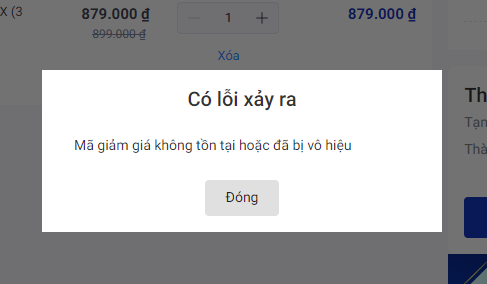 X (3
879.000 ₫
1
879.000 ₫
899.000 ₫
Xóa
Có lỗi xảy ra
Mã giảm giá không tồn tại hoặc đã bị vô hiệu
Đóng
Th
Tạn
Thà